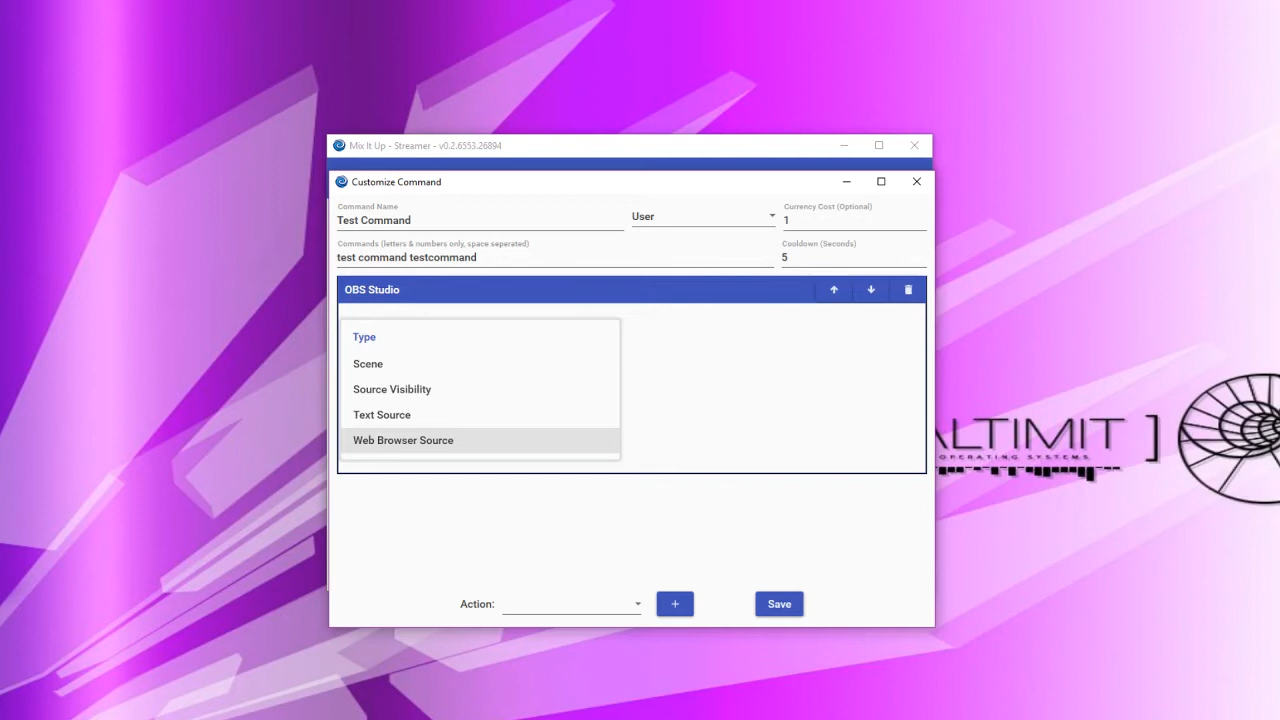 Mix It Up - Streamer - v0.2.6553.26894
Customize Command
Command Name
Test Command
User
Currency Cost (Optional)
1
Commands (letters & numbers only, space seperated)
test command testcommand
Cooldown (Seconds)
5
OBS Studio
Type
Scene
Source Visibility
Text Source
Web Browser Source
ALTIMIT ]
OPERATING SYSTEMS
Action:
+
Save